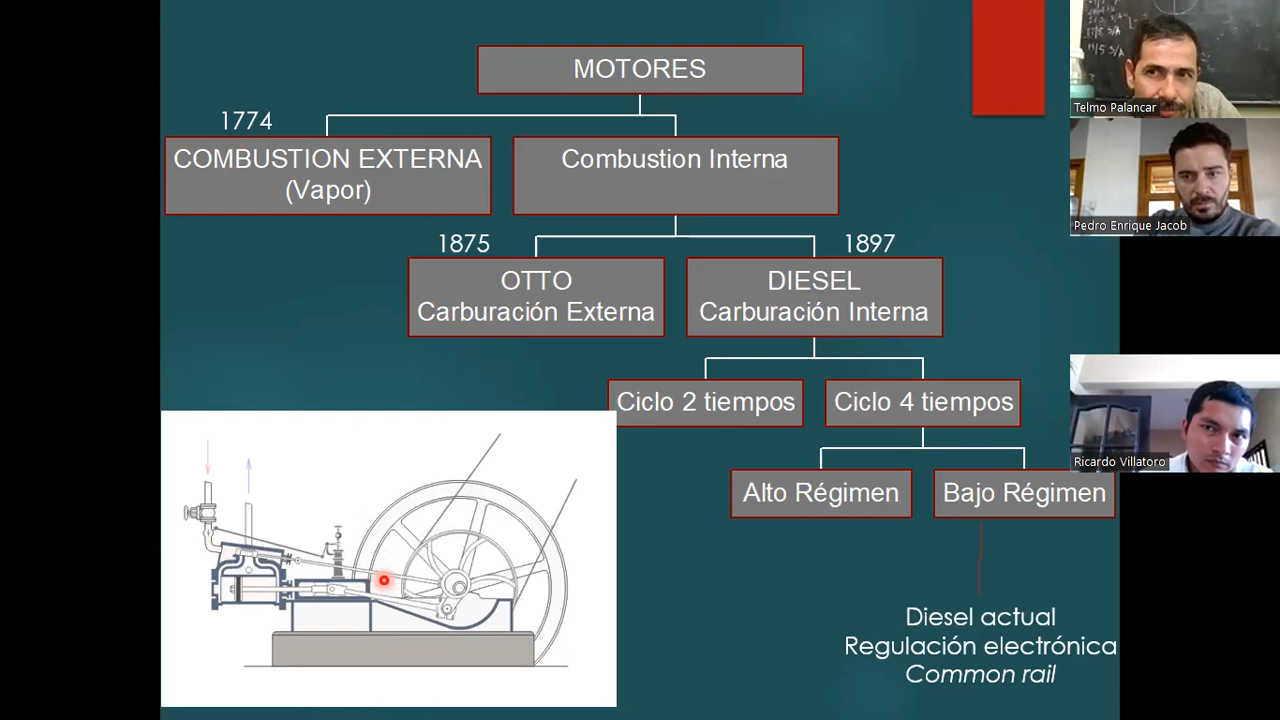 MOTORES
1774
COMBUSTION EXTERNA
(Vapor)
Combustion Interna
1875
1897
OTTO
Carburación Externa
DIESEL
Carburación Interna
Ciclo 2 tiempos
Ciclo 4 tiempos
Alto Régimen
Bajo Régimen
Diesel actual
Regulación electrónica
Common rail
Telmo Palancar
Pedro Enrique Jacob
Ricardo Villatoro